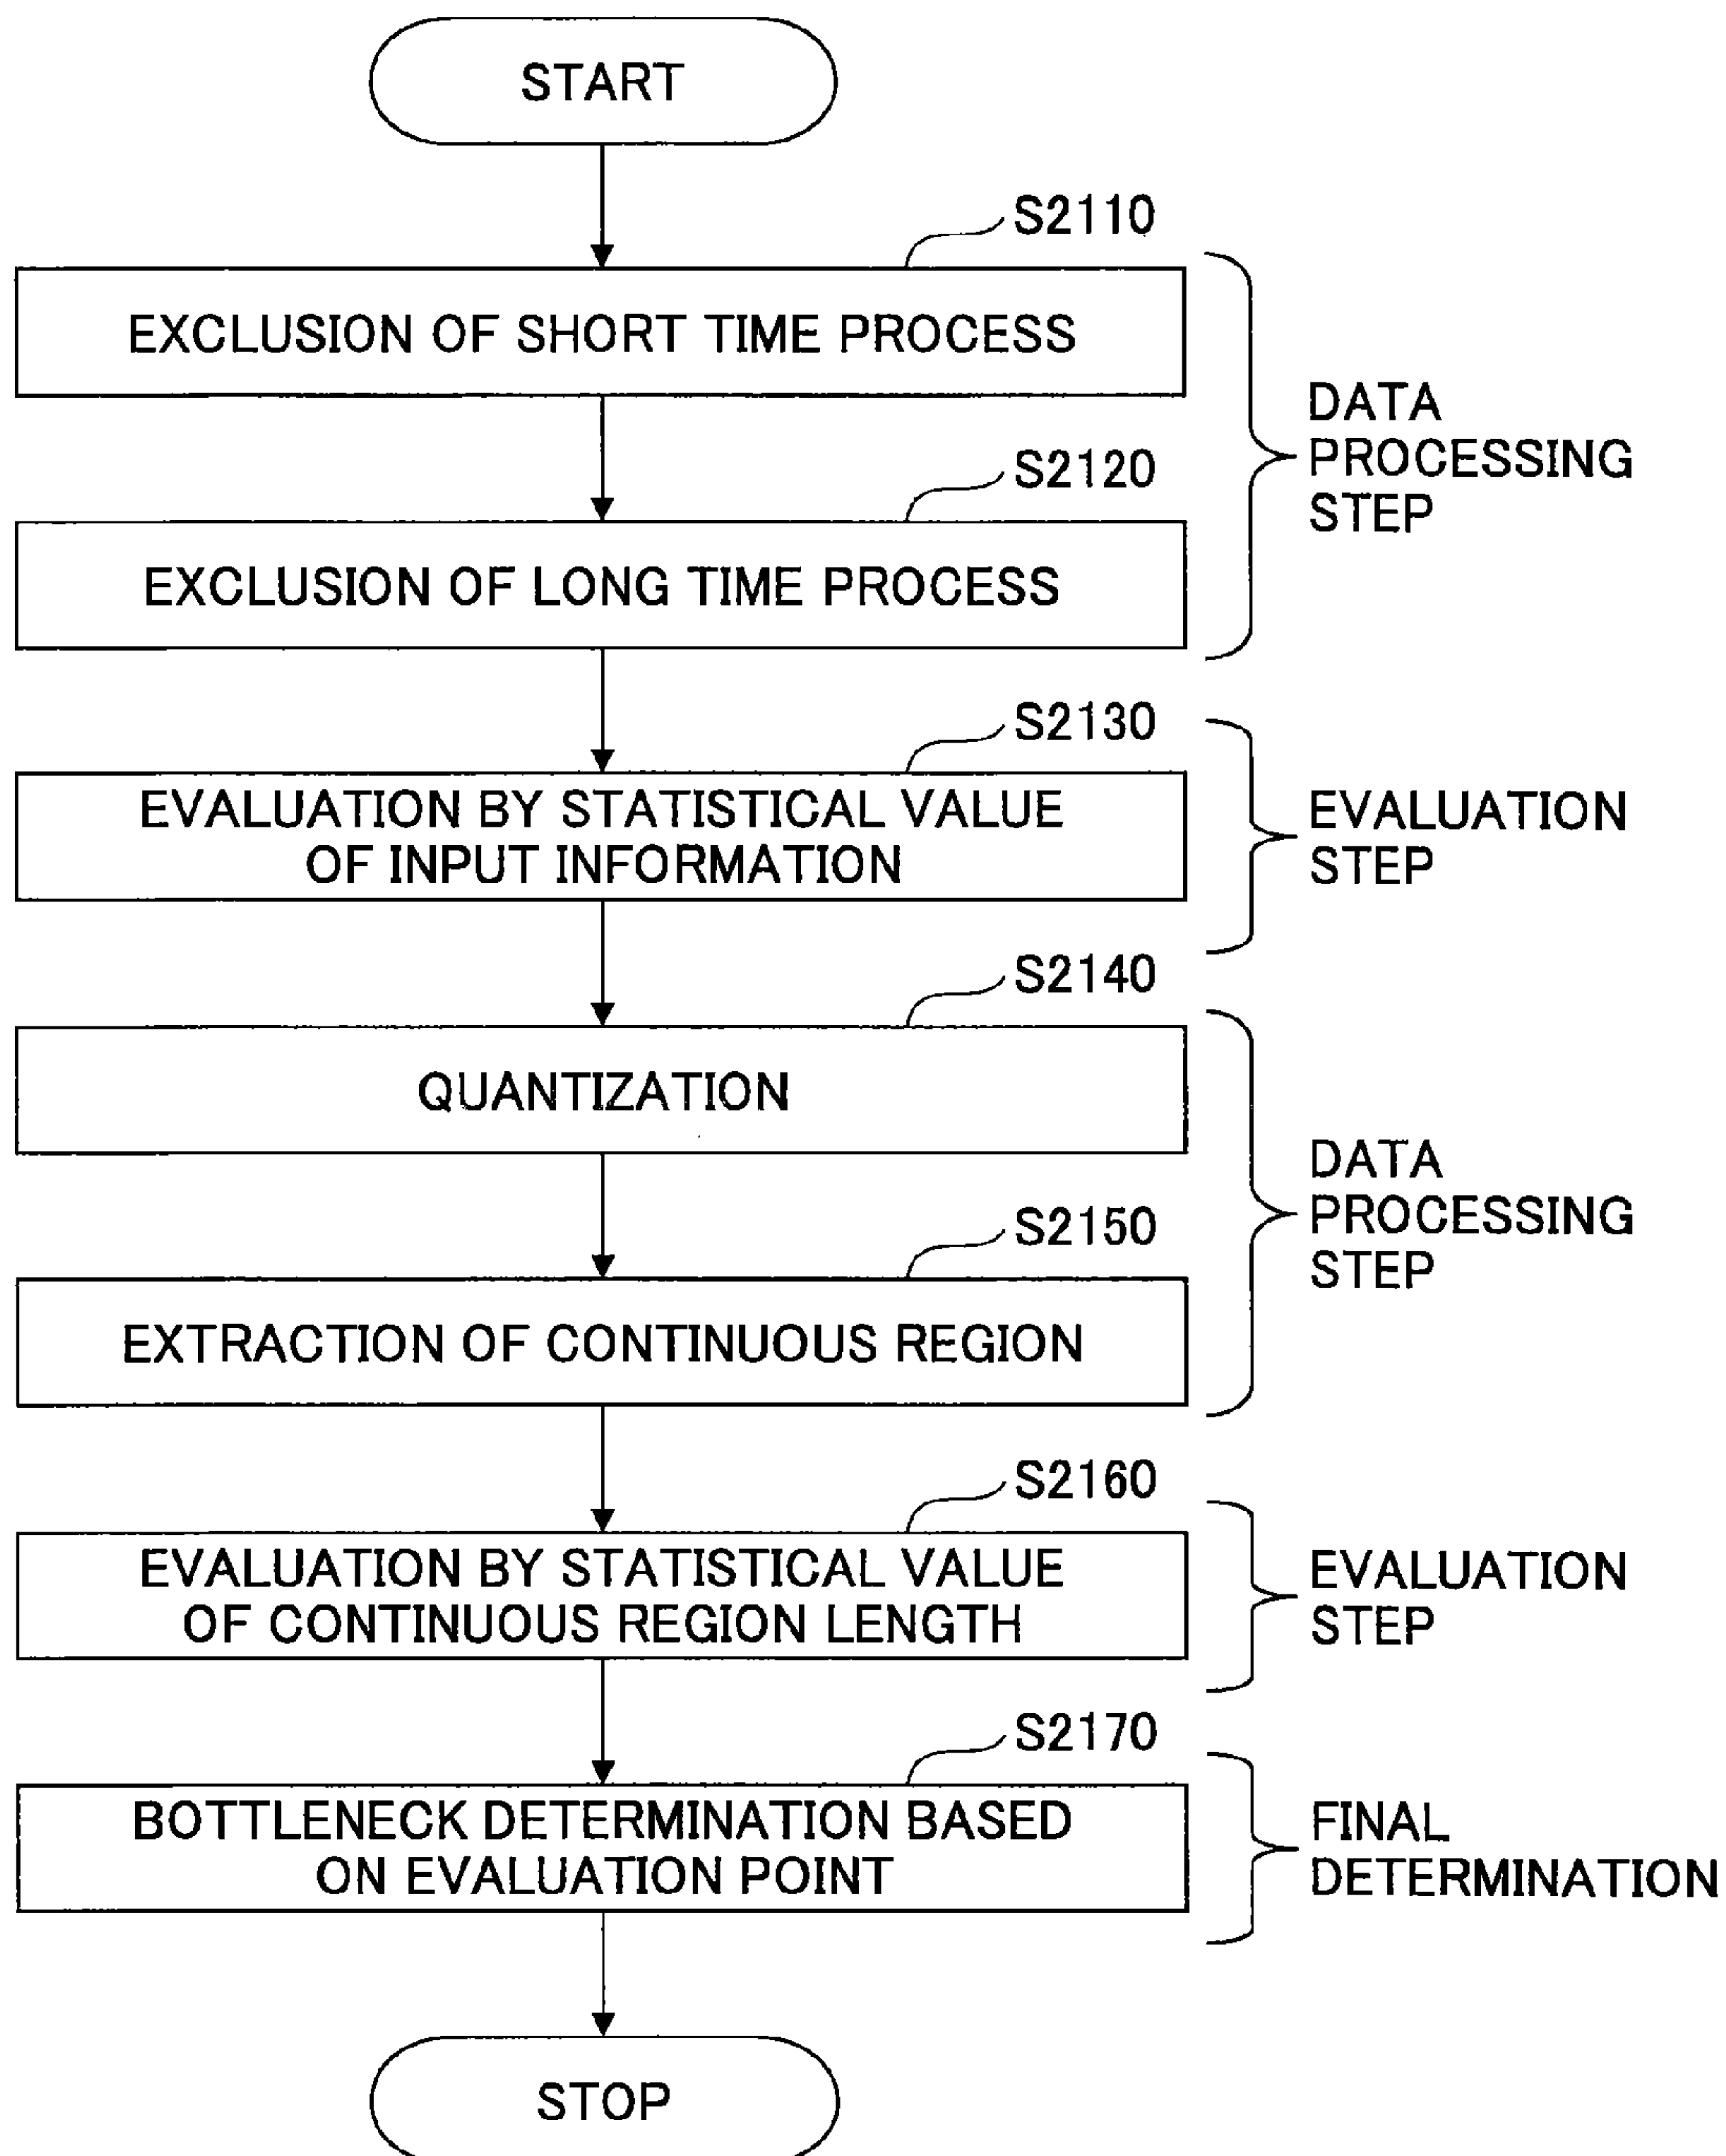 START
S2110
EXCLUSION OF SHORT TIME PROCESS
DATA
PROCESSING
STEP
S2120
EXCLUSION OF LONG TIME PROCESS
S2130
EVALUATION BY STATISTICAL VALUE
OF INPUT INFORMATION
EVALUATION
STEP
S2140
QUANTIZATION
DATA
PROCESSING
STEP
S2150
EXTRACTION OF CONTINUOUS REGION
S2160
EVALUATION BY STATISTICAL VALUE
OF CONTINUOUS REGION LENGTH
EVALUATION
STEP
S2170
BOTTLENECK DETERMINATION BASED
ON EVALUATION POINT
FINAL
DETERMINATION
STOP